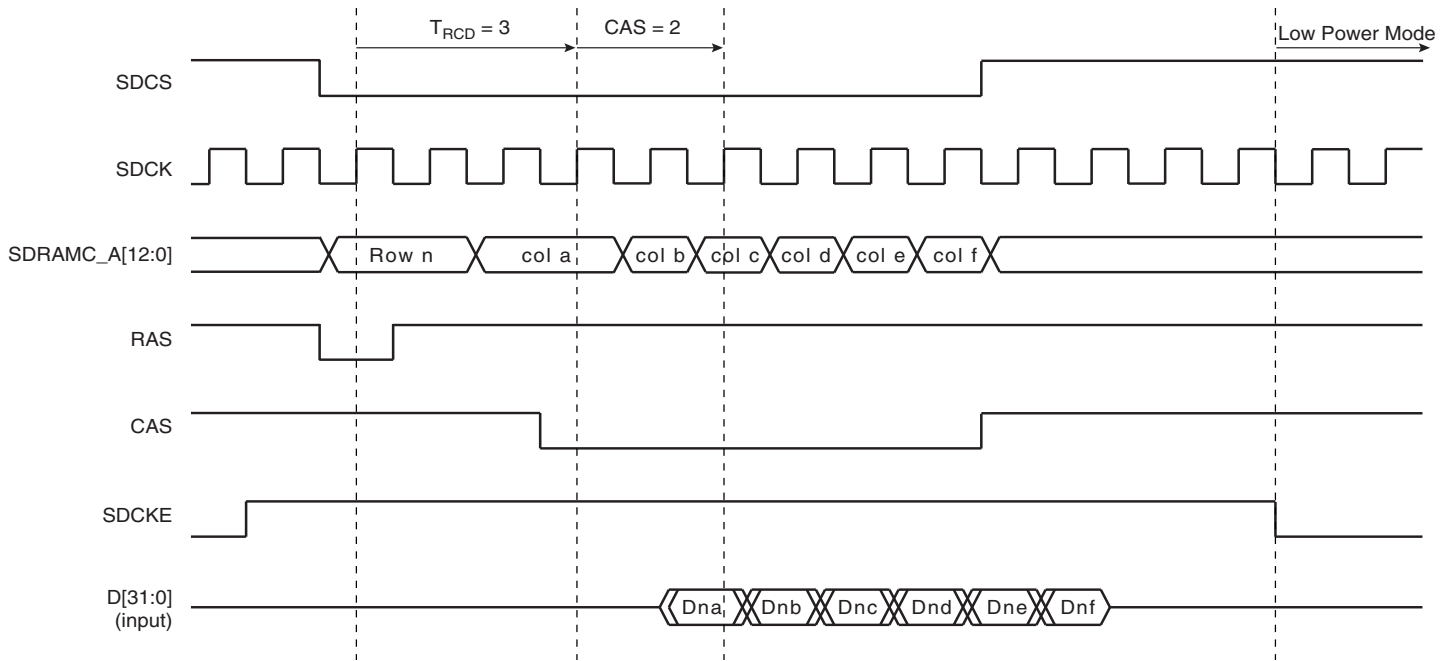 T_RCD = 3
CAS = 2
Low Power Mode
SDCS
SDCK
SDRAMC_A[12:0]
Row n
col a
col b
col c
col d
col e
col f
RAS
CAS
SDCKE
D[31:0]
(input)
Dna
Dnb
Dnc
Dnd
Dne
Dnf